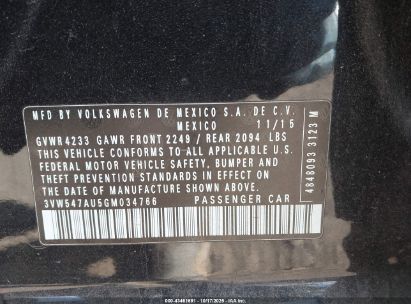 MFD BY VOLKSWAGEN DE MEXICO S.A. DE C.V.
MEXICO 11/15
GVWR 4233 GAWR FRONT 2249 / REAR 2094 LBS
THIS VEHICLE CONFORMS TO ALL APPLICABLE U.S.
FEDERAL MOTOR VEHICLE SAFETY, BUMPER AND
THEFT PREVENTION STANDARDS IN EFFECT ON
THE DATE OF MANUFACTURE SHOWN ABOVE
3VW547AU5GM034766 PASSENGER CAR
4848093 3123 M